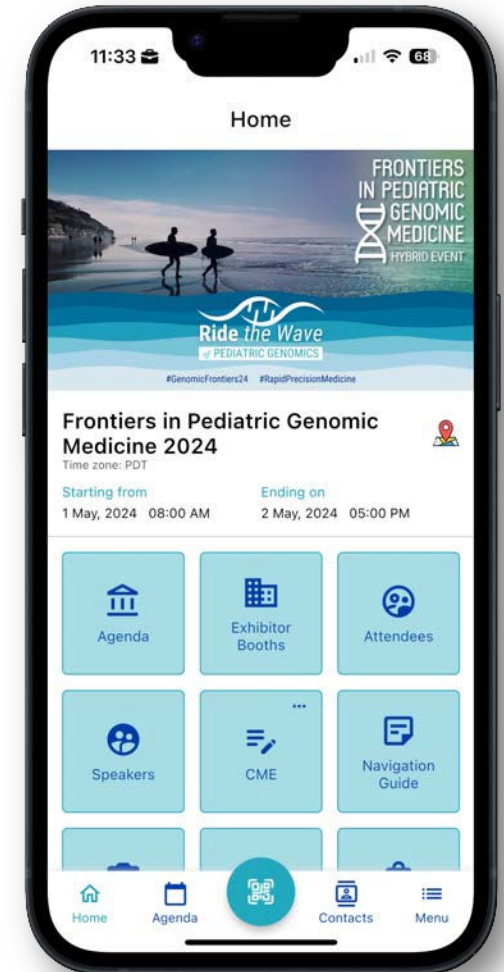 11:33
68
Home
FRONTIERS
IN PEDIATRIC
GENOMIC
MEDICINE
HYBRID EVENT
Ride the Wave
of PEDIATRIC GENOMICS
#GenomicFrontiers24 #RapidPrecisionMedicine
Frontiers in Pediatric Genomic
Medicine 2024
Time zone: PDT
Starting from Ending on
1 May, 2024 08:00 AM 2 May, 2024 05:00 PM
Agenda
Exhibitor
Booths
Attendees
Speakers
CME
Navigation
Guide
Home Agenda Contacts Menu